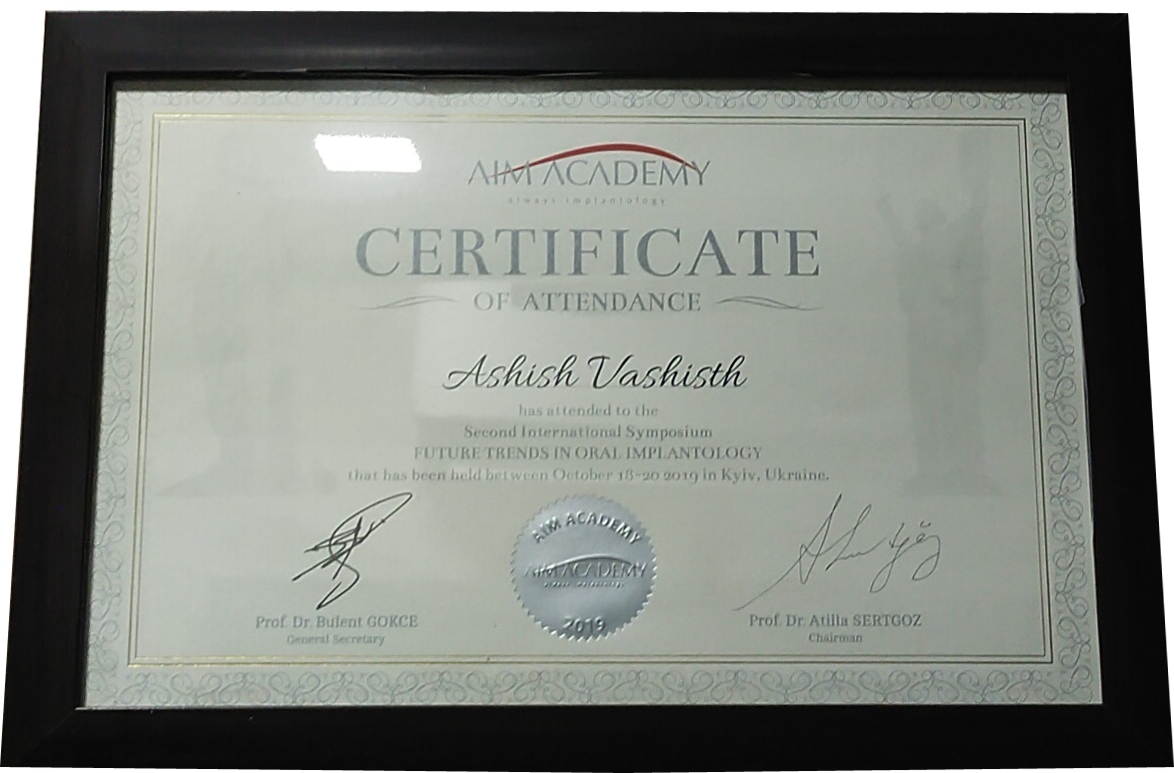 AIM ACADEMY
always implantology
CERTIFICATE
OF ATTENDANCE
Ashish Vashisth
has attended to the
Second International Symposium
FUTURE TRENDS IN ORAL IMPLANTOLOGY
that has been held between October 18-20 2019 in Kyiv, Ukraine.
AIM ACADEMY
AIM ACADEMY
always implantology
2019
Prof. Dr. Bulent GOKCE
General Secretary
Prof. Dr. Atilla SERTGOZ
Chairman